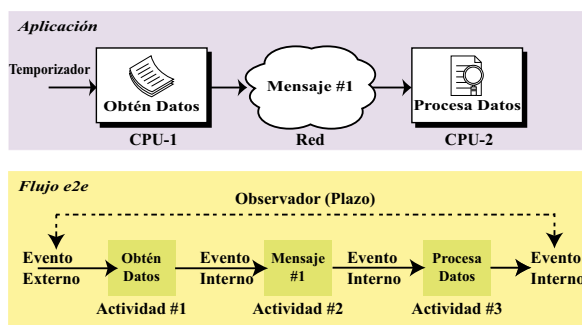 Aplicación
Temporizador
Obtén Datos
Mensaje #1
Procesa Datos
CPU-1
Red
CPU-2
Flujo e2e
Observador (Plazo)
Evento
Externo
Obtén
Datos
Evento
Interno
Mensaje
#1
Evento
Interno
Procesa
Datos
Evento
Interno
Actividad #1
Actividad #2
Actividad #3